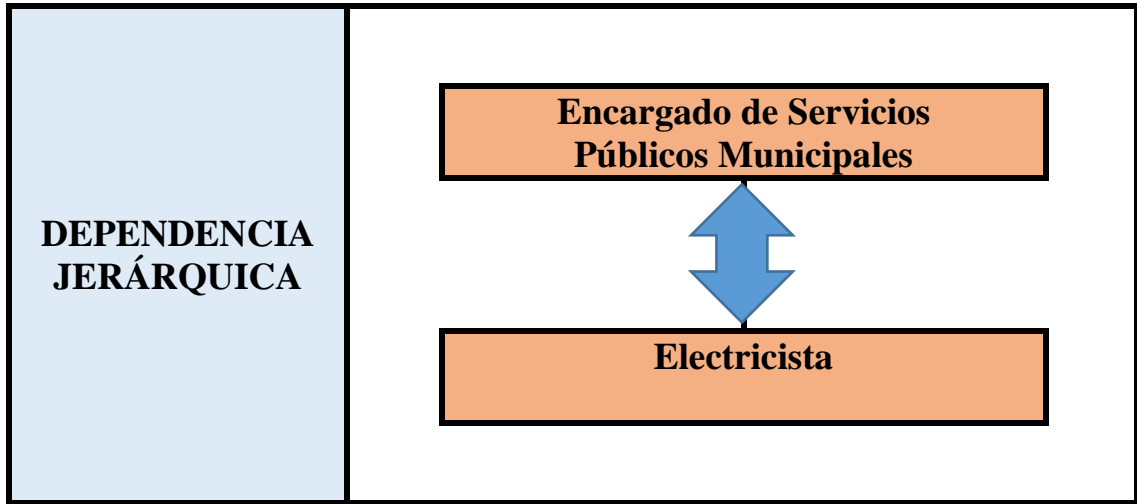 DEPENDENCIA
JERÁRQUICA
Encargado de Servicios
Públicos Municipales
Electricista